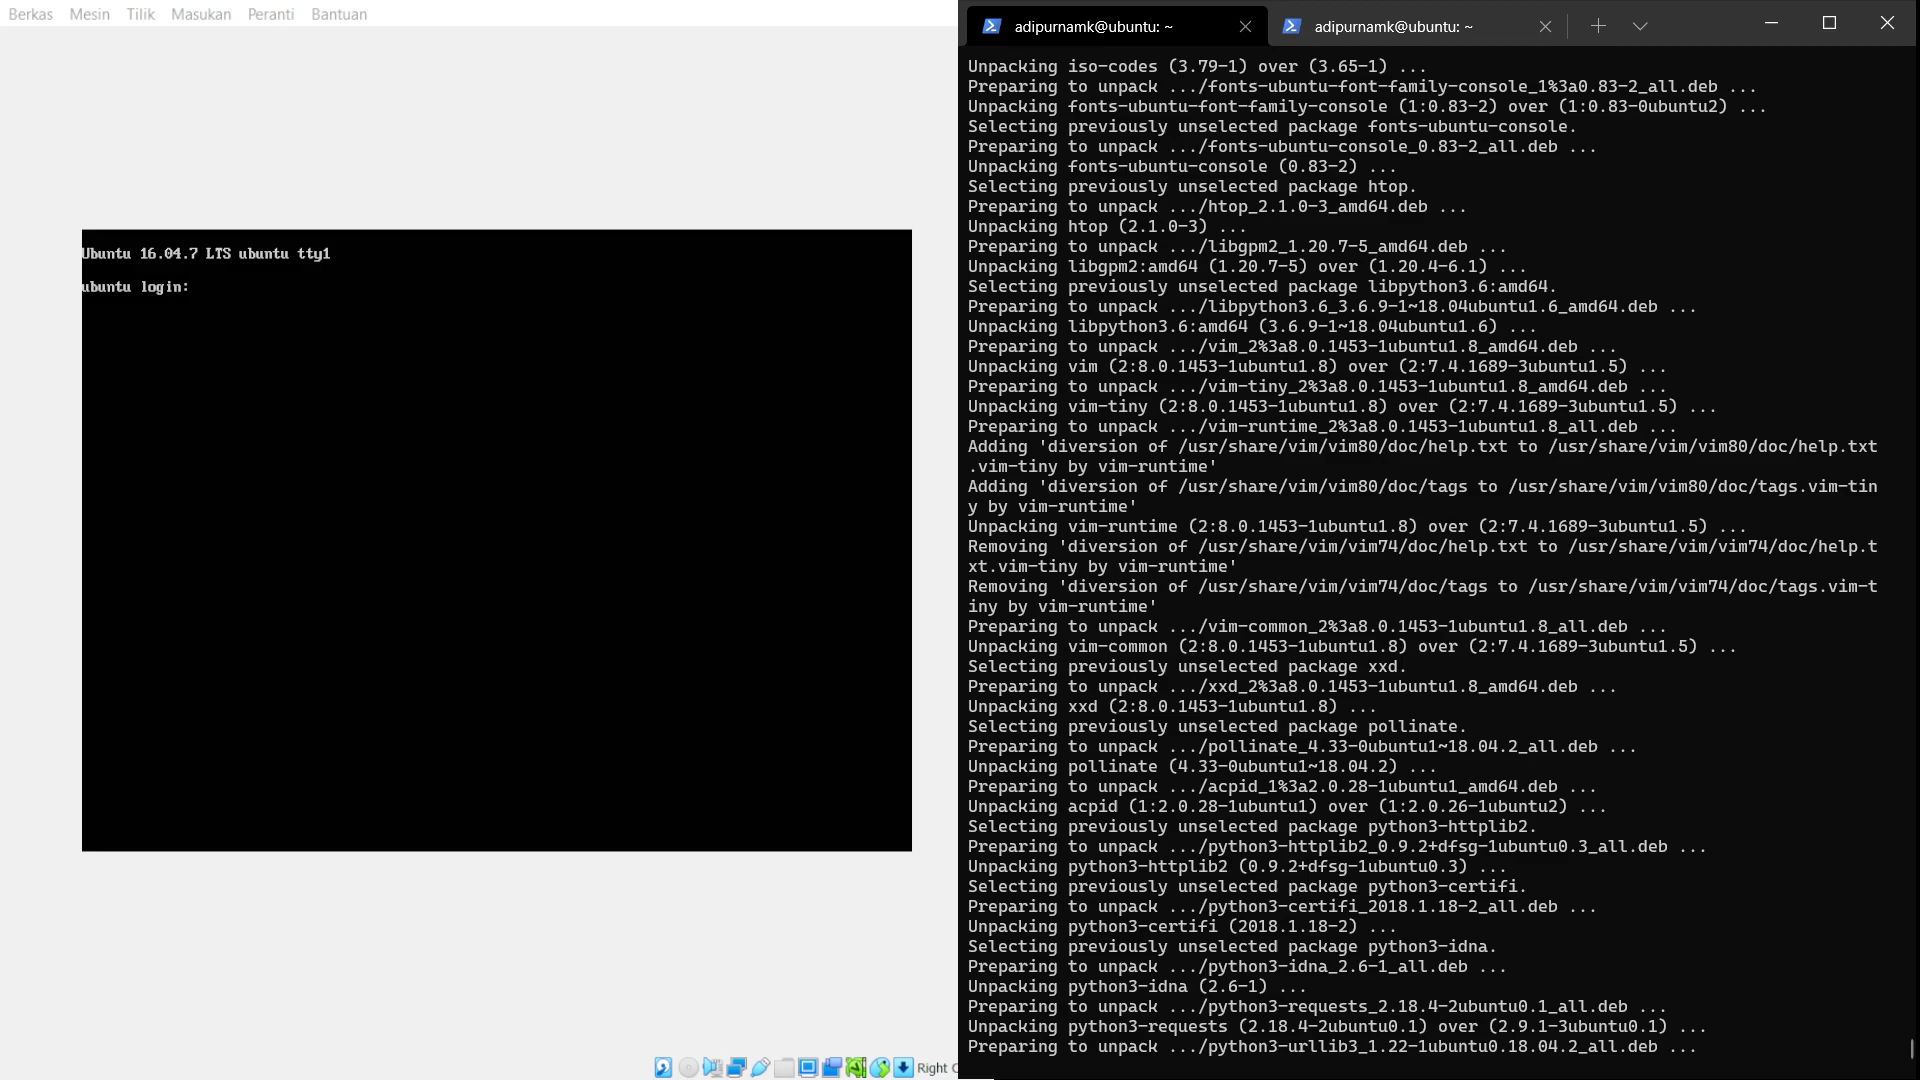 Berkas Mesin Tilik Masukan Peranti Bantuan
Ubuntu 16.04.7 LTS ubuntu tty1
ubuntu login:
Right C
adipurnamk@ubuntu: ~
adipurnamk@ubuntu: ~
Unpacking iso-codes (3.79-1) over (3.65-1) ...
Preparing to unpack .../fonts-ubuntu-font-family-console_1%3a0.83-2_all.deb ...
Unpacking fonts-ubuntu-font-family-console (1:0.83-2) over (1:0.83-0ubuntu2) ...
Selecting previously unselected package fonts-ubuntu-console.
Preparing to unpack .../fonts-ubuntu-console_0.83-2_all.deb ...
Unpacking fonts-ubuntu-console (0.83-2) ...
Selecting previously unselected package htop.
Preparing to unpack .../htop_2.1.0-3_amd64.deb ...
Unpacking htop (2.1.0-3) ...
Preparing to unpack .../libgpm2_1.20.7-5_amd64.deb ...
Unpacking libgpm2:amd64 (1.20.7-5) over (1.20.4-6.1) ...
Selecting previously unselected package libpython3.6:amd64.
Preparing to unpack .../libpython3.6_3.6.9-1~18.04ubuntu1.6_amd64.deb ...
Unpacking libpython3.6:amd64 (3.6.9-1~18.04ubuntu1.6) ...
Preparing to unpack .../vim_2%3a8.0.1453-1ubuntu1.8_amd64.deb ...
Unpacking vim (2:8.0.1453-1ubuntu1.8) over (2:7.4.1689-3ubuntu1.5) ...
Preparing to unpack .../vim-tiny_2%3a8.0.1453-1ubuntu1.8_amd64.deb ...
Unpacking vim-tiny (2:8.0.1453-1ubuntu1.8) over (2:7.4.1689-3ubuntu1.5) ...
Preparing to unpack .../vim-runtime_2%3a8.0.1453-1ubuntu1.8_all.deb ...
Adding 'diversion of /usr/share/vim/vim80/doc/help.txt to /usr/share/vim/vim80/doc/help.txt
.vim-tiny by vim-runtime'
Adding 'diversion of /usr/share/vim/vim80/doc/tags to /usr/share/vim/vim80/doc/tags.vim-tin
y by vim-runtime'
Unpacking vim-runtime (2:8.0.1453-1ubuntu1.8) over (2:7.4.1689-3ubuntu1.5) ...
Removing 'diversion of /usr/share/vim/vim74/doc/help.txt to /usr/share/vim/vim74/doc/help.t
xt.vim-tiny by vim-runtime'
Removing 'diversion of /usr/share/vim/vim74/doc/tags to /usr/share/vim/vim74/doc/tags.vim-t
iny by vim-runtime'
Preparing to unpack .../vim-common_2%3a8.0.1453-1ubuntu1.8_all.deb ...
Unpacking vim-common (2:8.0.1453-1ubuntu1.8) over (2:7.4.1689-3ubuntu1.5) ...
Selecting previously unselected package xxd.
Preparing to unpack .../xxd_2%3a8.0.1453-1ubuntu1.8_amd64.deb ...
Unpacking xxd (2:8.0.1453-1ubuntu1.8) ...
Selecting previously unselected package pollinate.
Preparing to unpack .../pollinate_4.33-0ubuntu1~18.04.2_all.deb ...
Unpacking pollinate (4.33-0ubuntu1~18.04.2) ...
Preparing to unpack .../acpid_1%3a2.0.28-1ubuntu1_amd64.deb ...
Unpacking acpid (1:2.0.28-1ubuntu1) over (1:2.0.26-1ubuntu2) ...
Selecting previously unselected package python3-httplib2.
Preparing to unpack .../python3-httplib2_0.9.2+dfsg-1ubuntu0.3_all.deb ...
Unpacking python3-httplib2 (0.9.2+dfsg-1ubuntu0.3) ...
Selecting previously unselected package python3-certifi.
Preparing to unpack .../python3-certifi_2018.1.18-2_all.deb ...
Unpacking python3-certifi (2018.1.18-2) ...
Selecting previously unselected package python3-idna.
Preparing to unpack .../python3-idna_2.6-1_all.deb ...
Unpacking python3-idna (2.6-1) ...
Preparing to unpack .../python3-requests_2.18.4-2ubuntu0.1_all.deb ...
Unpacking python3-requests (2.18.4-2ubuntu0.1) over (2.9.1-3ubuntu0.1) ...
Preparing to unpack .../python3-urllib3_1.22-1ubuntu0.18.04.2_all.deb ...